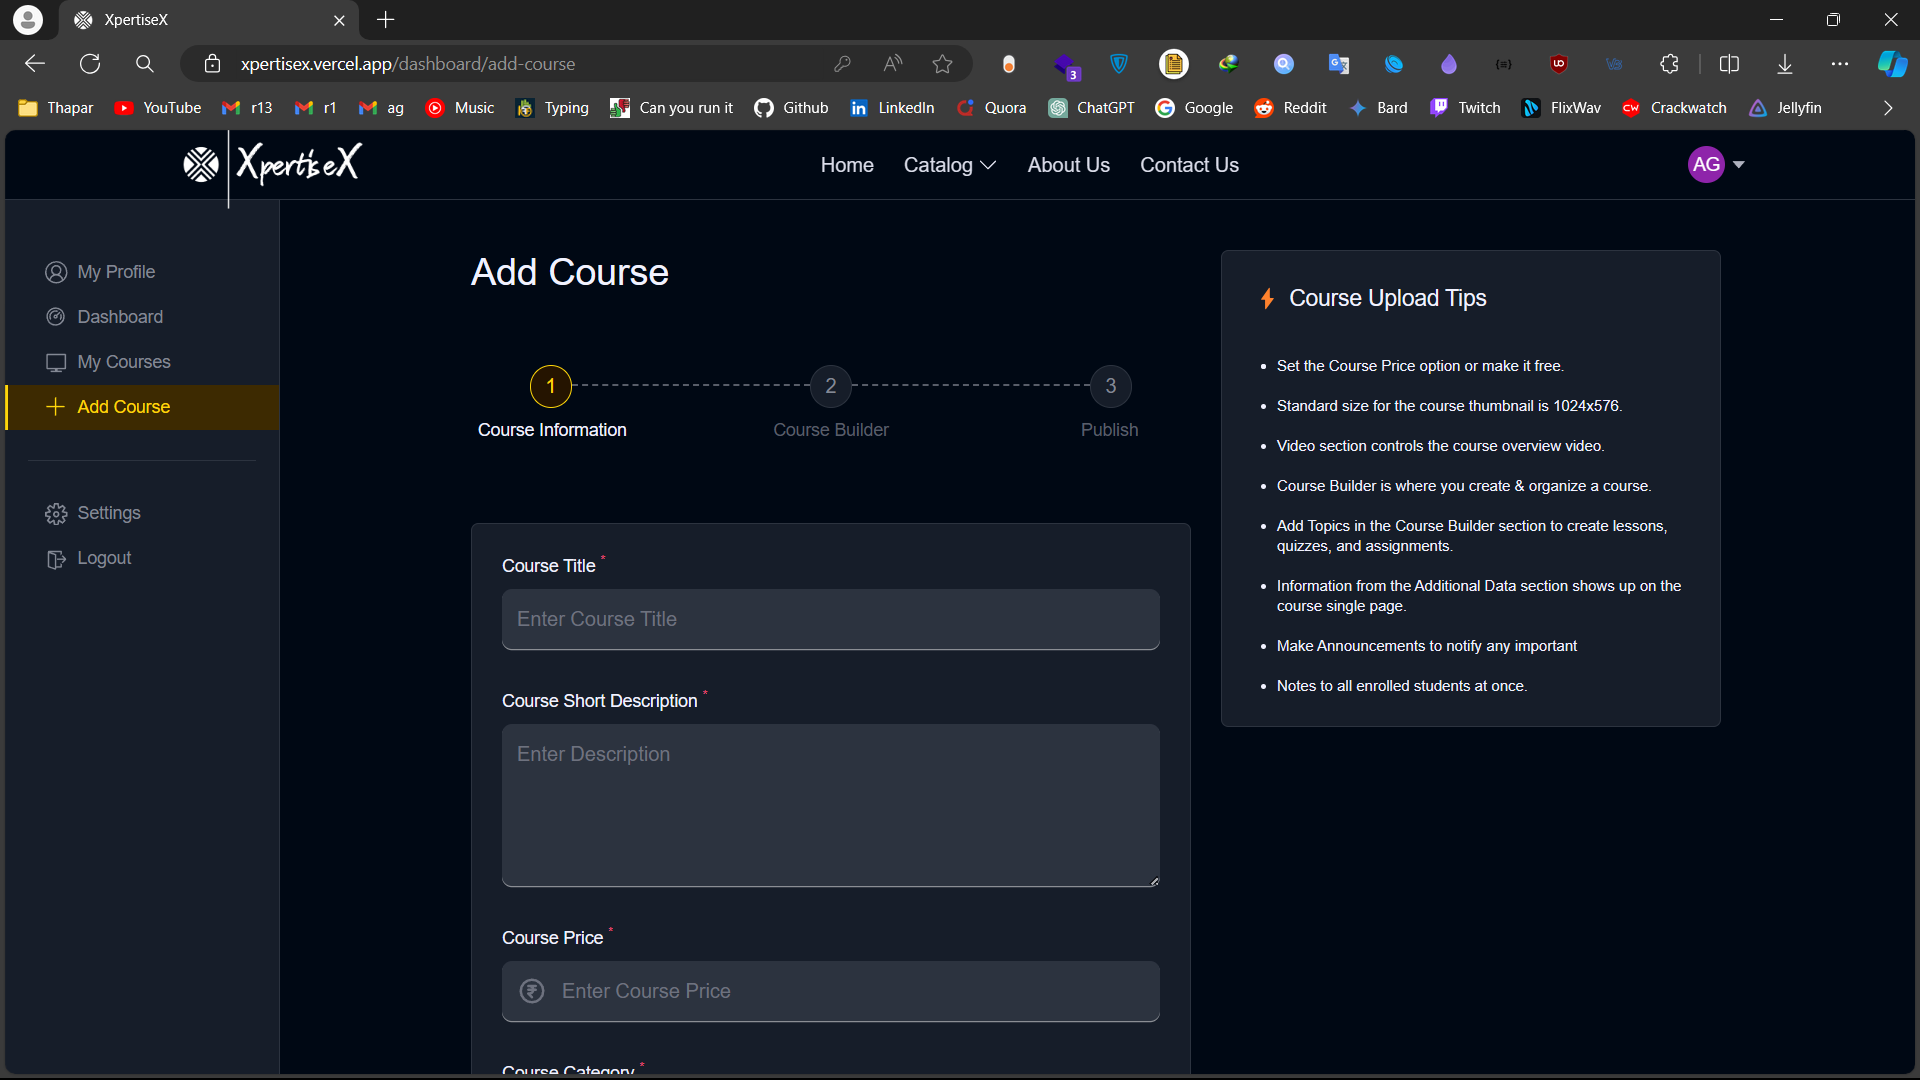 XpertiseX
xpertisex.vercel.app/dashboard/add-course
3
Thapar YouTube r13 r1 ag Music Typing Can you run it Github LinkedIn Quora ChatGPT Google Reddit Bard Twitch FlixWav Crackwatch Jellyfin
XpertiseX
Home Catalog About Us Contact Us
AG
My Profile
Dashboard
My Courses
Add Course
Settings
Logout
Add Course
1 2 3
Course Information Course Builder Publish
Course Title *
Enter Course Title
Course Short Description *
Enter Description
Course Price *
₹ Enter Course Price
Course Category *
Course Upload Tips
• Set the Course Price option or make it free.
• Standard size for the course thumbnail is 1024x576.
• Video section controls the course overview video.
• Course Builder is where you create & organize a course.
• Add Topics in the Course Builder section to create lessons,
quizzes, and assignments.
• Information from the Additional Data section shows up on the
course single page.
• Make Announcements to notify any important
• Notes to all enrolled students at once.